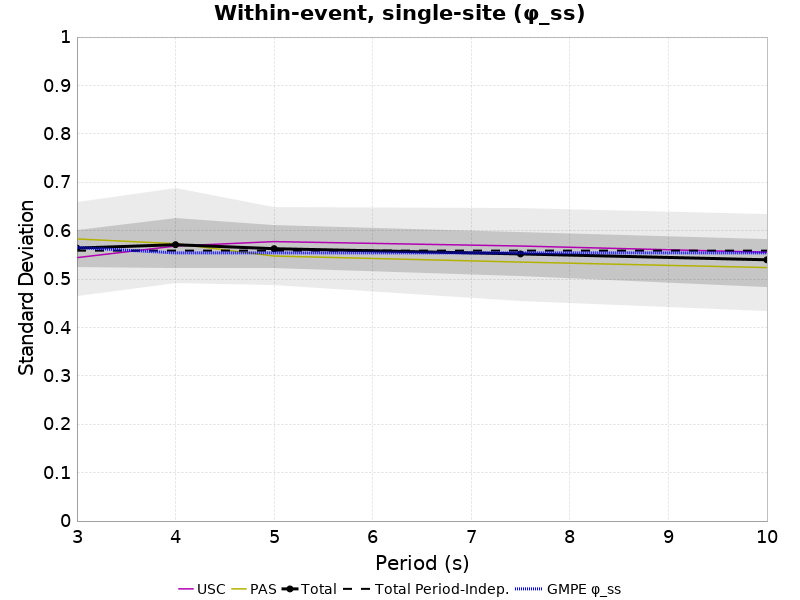 Within-event, single-site (φ_ss)
1
0.9
0.8
0.7
0.6
0.5
0.4
0.3
0.2
0.1
0
Standard Deviation
3 4 5 6 7 8 9 10
Period (s)
USC PAS Total Total Period-Indep. GMPE φ_ss